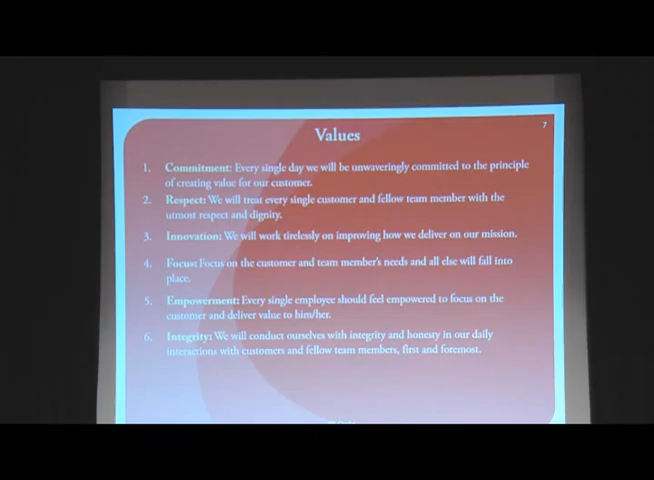 7
Values
1. Commitment: Every single day we will be unwaveringly committed to the principle
of creating value for our customer.
2. Respect: We will treat every single customer and fellow team member with the
utmost respect and dignity.
3. Innovation: We will work tirelessly on improving how we deliver on our mission.
4. Focus: Focus on the customer and team member's needs and all else will fall into
place.
5. Empowerment: Every single employee should feel empowered to focus on the
customer and deliver value to him/her.
6. Integrity: We will conduct ourselves with integrity and honesty in our daily
interactions with customers and fellow team members, first and foremost.